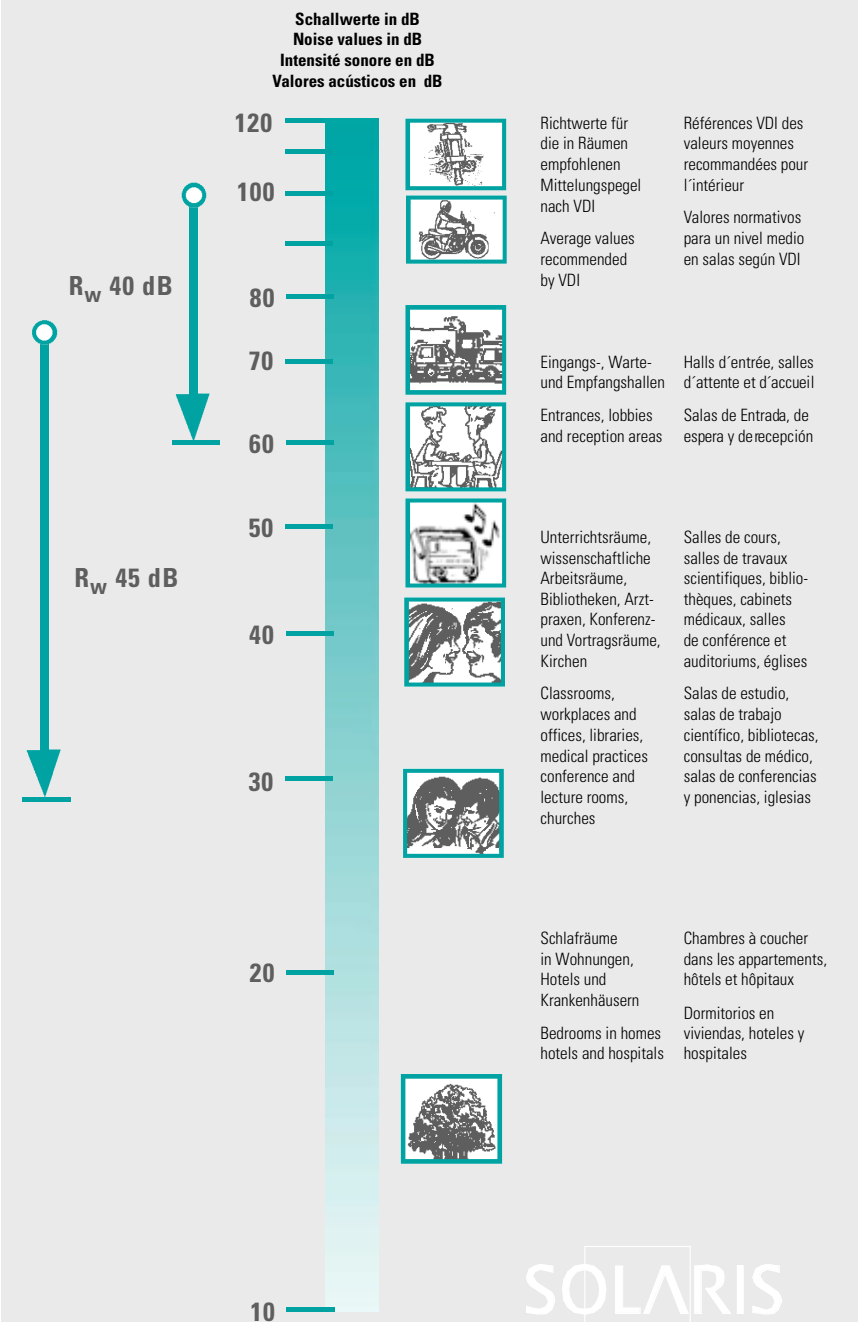 Schallwerte in dB
Noise values in dB
Intensité sonore en dB
Valores acústicos en dB
120
100
80
70
60
50
40
30
20
10
Rw 40 dB
Rw 45 dB
Richtwerte für
die in Räumen
empfohlenen
Mittelungspegel
nach VDI
Average values
recommended
by VDI
Références VDI des
valeurs moyennes
recommandées pour
l´intérieur
Valores normativos
para un nivel medio
en salas según VDI
Eingangs-, Warte-
und Empfangshallen
Entrances, lobbies
and reception areas
Halls d´entrée, salles
d´attente et d´accueil
Salas de Entrada, de
espera y de recepción
Unterrichtsräume,
wissenschaftliche
Arbeitsräume,
Bibliotheken, Arzt-
praxen, Konferenz-
und Vortragsräume,
Kirchen
Classrooms,
workplaces and
offices, libraries,
medical practices
conference and
lecture rooms,
churches
Salles de cours,
salles de travaux
scientifiques, biblio-
thèques, cabinets
médicaux, salles
de conférence et
auditoriums, églises
Salas de estudio,
salas de trabajo
científico, bibliotecas,
consultas de médico,
salas de conferencias
y ponencias, iglesias
Schlafräume
in Wohnungen,
Hotels und
Krankenhäusern
Bedrooms in homes
hotels and hospitals
Chambres à coucher
dans les appartements,
hôtels et hôpitaux
Dormitorios en
viviendas, hoteles y
hospitales
SOLARIS